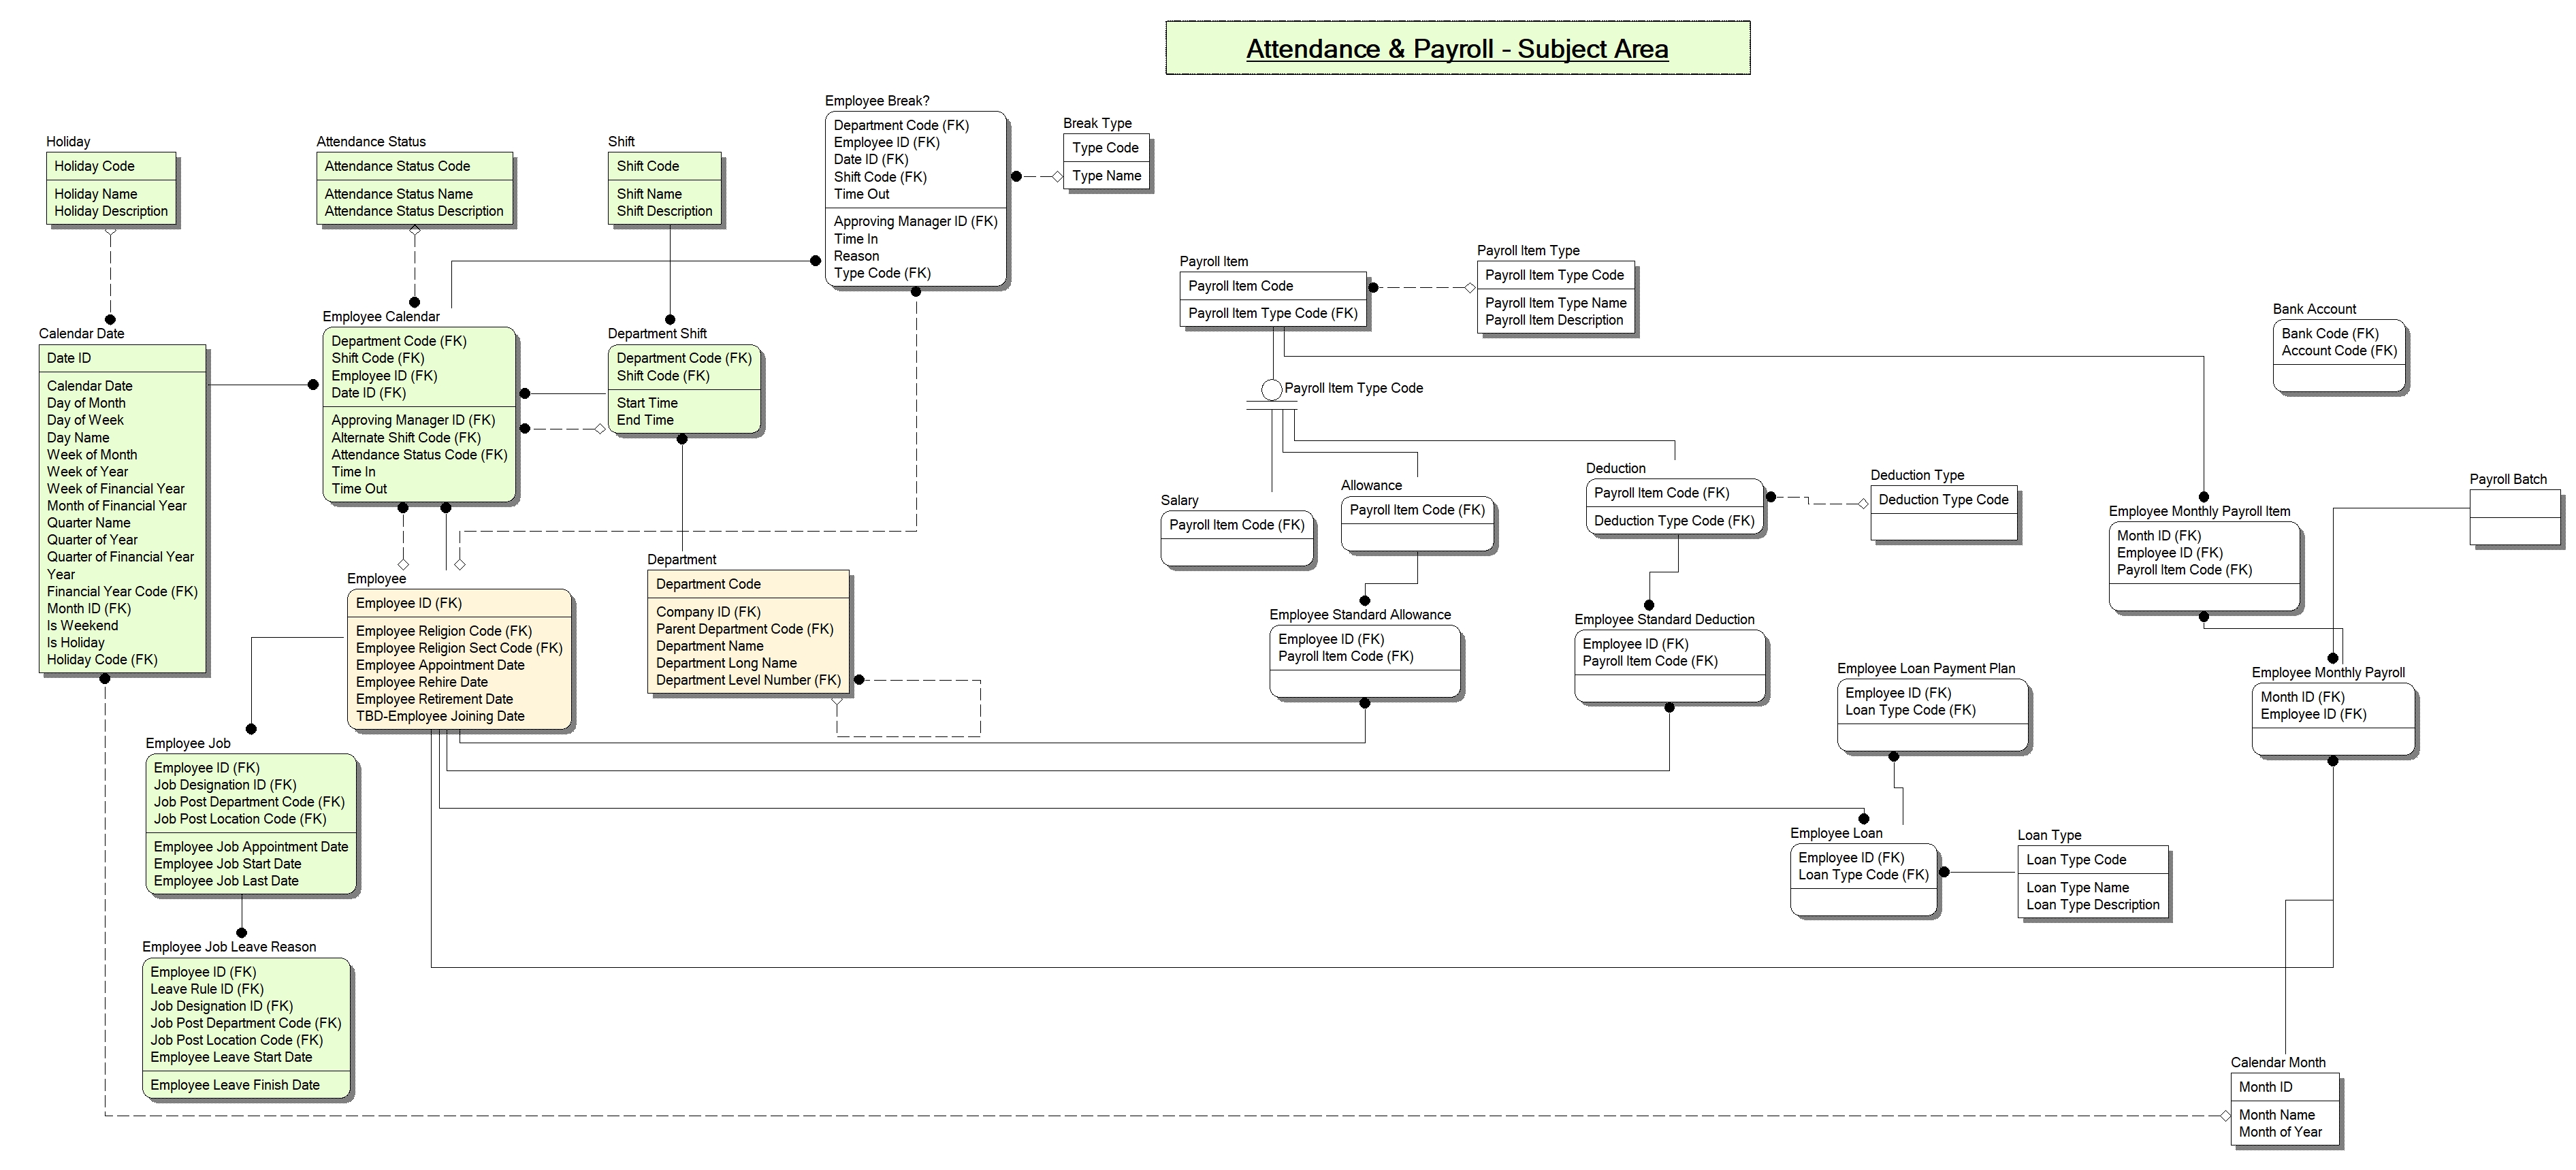 Attendance & Payroll - Subject Area
Holiday
Holiday Code
Holiday Name
Holiday Description
Attendance Status
Attendance Status Code
Attendance Status Name
Attendance Status Description
Shift
Shift Code
Shift Name
Shift Description
Employee Break?
Department Code (FK)
Employee ID (FK)
Date ID (FK)
Shift Code (FK)
Time Out
Approving Manager ID (FK)
Time In
Reason
Type Code (FK)
Break Type
Type Code
Type Name
Calendar Date
Date ID
Calendar Date
Day of Month
Day of Week
Day Name
Week of Month
Week of Year
Week of Financial Year
Month of Financial Year
Quarter Name
Quarter of Year
Quarter of Financial Year
Year
Financial Year Code (FK)
Month ID (FK)
Is Weekend
Is Holiday
Holiday Code (FK)
Employee Calendar
Department Code (FK)
Shift Code (FK)
Employee ID (FK)
Date ID (FK)
Approving Manager ID (FK)
Alternate Shift Code (FK)
Attendance Status Code (FK)
Time In
Time Out
Department Shift
Department Code (FK)
Shift Code (FK)
Start Time
End Time
Employee
Employee ID (FK)
Employee Religion Code (FK)
Employee Religion Sect Code (FK)
Employee Appointment Date
Employee Rehire Date
Employee Retirement Date
TBD-Employee Joining Date
Department
Department Code
Company ID (FK)
Parent Department Code (FK)
Department Name
Department Long Name
Department Level Number (FK)
Employee Job
Employee ID (FK)
Job Designation ID (FK)
Job Post Department Code (FK)
Job Post Location Code (FK)
Employee Job Appointment Date
Employee Job Start Date
Employee Job Last Date
Employee Job Leave Reason
Employee ID (FK)
Leave Rule ID (FK)
Job Designation ID (FK)
Job Post Department Code (FK)
Job Post Location Code (FK)
Employee Leave Start Date
Employee Leave Finish Date
Payroll Item
Payroll Item Code
Payroll Item Type Code (FK)
Payroll Item Type
Payroll Item Type Code
Payroll Item Type Name
Payroll Item Description
Payroll Item Type Code
Salary
Payroll Item Code (FK)
Allowance
Payroll Item Code (FK)
Deduction
Payroll Item Code (FK)
Deduction Type Code (FK)
Deduction Type
Deduction Type Code
Employee Standard Allowance
Employee ID (FK)
Payroll Item Code (FK)
Employee Standard Deduction
Employee ID (FK)
Payroll Item Code (FK)
Employee Loan Payment Plan
Employee ID (FK)
Loan Type Code (FK)
Employee Loan
Employee ID (FK)
Loan Type Code (FK)
Loan Type
Loan Type Code
Loan Type Name
Loan Type Description
Bank Account
Bank Code (FK)
Account Code (FK)
Payroll Batch
Employee Monthly Payroll Item
Month ID (FK)
Employee ID (FK)
Payroll Item Code (FK)
Employee Monthly Payroll
Month ID (FK)
Employee ID (FK)
Calendar Month
Month ID
Month Name
Month of Year